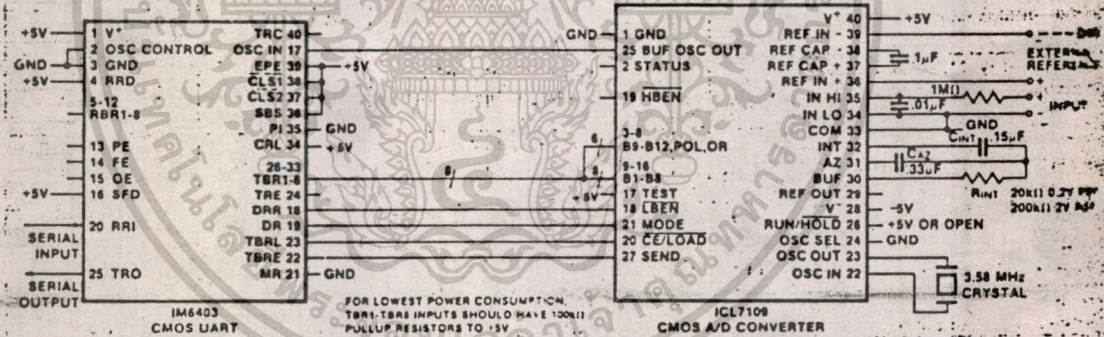 +5V
1 V+
2 OSC CONTROL
GND
3 GND
+5V
4 RRD
5-12
RBR1-8
13 PE
14 FE
15 OE
+5V
16 SFD
20 RRI
SERIAL
INPUT
25 TRO
SERIAL
OUTPUT
TRC 40
OSC IN 17
EPE 39
+5V
CLS1 38
CLS2 37
SBS 36
PI 35
GND
CRL 34
+5V
26-33
TBR1-8
TRE 24
DRR 18
DR 19
TBRL 23
TBRE 22
MR 21
GND
IM6403
CMOS UART
8
6
8
+5V
FOR LOWEST POWER CONSUMPTION,
TBR1-TBR8 INPUTS SHOULD HAVE 100kΩ
PULLUP RESISTORS TO +5V
GND
1 GND
25 BUF OSC OUT
2 STATUS
19 HBEN
3-8
B9-B12,POL,OR
9-16
B1-B8
17 TEST
18 LBEN
21 MODE
20 CE/LOAD
27 SEND
V+ 40
+5V
REF IN - 39
REF CAP - 38
1µF
REF CAP + 37
REF IN + 36
EXTERNAL
+
IN HI 35
1MΩ
+
.01µF
INPUT
IN LO 34
-
COM 33
GND
INT 32
CINT
.15µF
AZ 31
CAZ
.33µF
BUF 30
RINT
20kΩ 0.2V
200kΩ 2V
REF OUT 29
V- 28
-5V
RUN/HOLD 26
+5V OR OPEN
OSC SEL 24
GND
OSC OUT 23
OSC IN 22
3.58 MHz
CRYSTAL
ICL7109
CMOS A/D CONVERTER